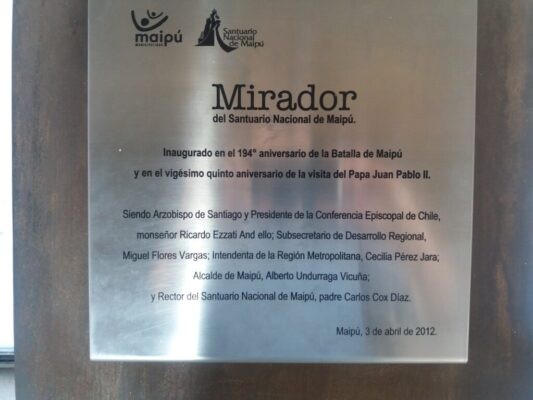 maipú
MUNICIPALIDAD
Santuario
Nacional
de Maipú
Mirador
del Santuario Nacional de Maipú.
Inaugurado en el 194° aniversario de la Batalla de Maipú
y en el vigésimo quinto aniversario de la visita del Papa Juan Pablo II.
Siendo Arzobispo de Santiago y Presidente de la Conferencia Episcopal de Chile,
monseñor Ricardo Ezzati And ello; Subsecretario de Desarrollo Regional,
Miguel Flores Vargas; Intendenta de la Región Metropolitana, Cecilia Pérez Jara;
Alcalde de Maipú, Alberto Undurraga Vicuña;
y Rector del Santuario Nacional de Maipú, padre Carlos Cox Díaz.
Maipú, 3 de abril de 2012.